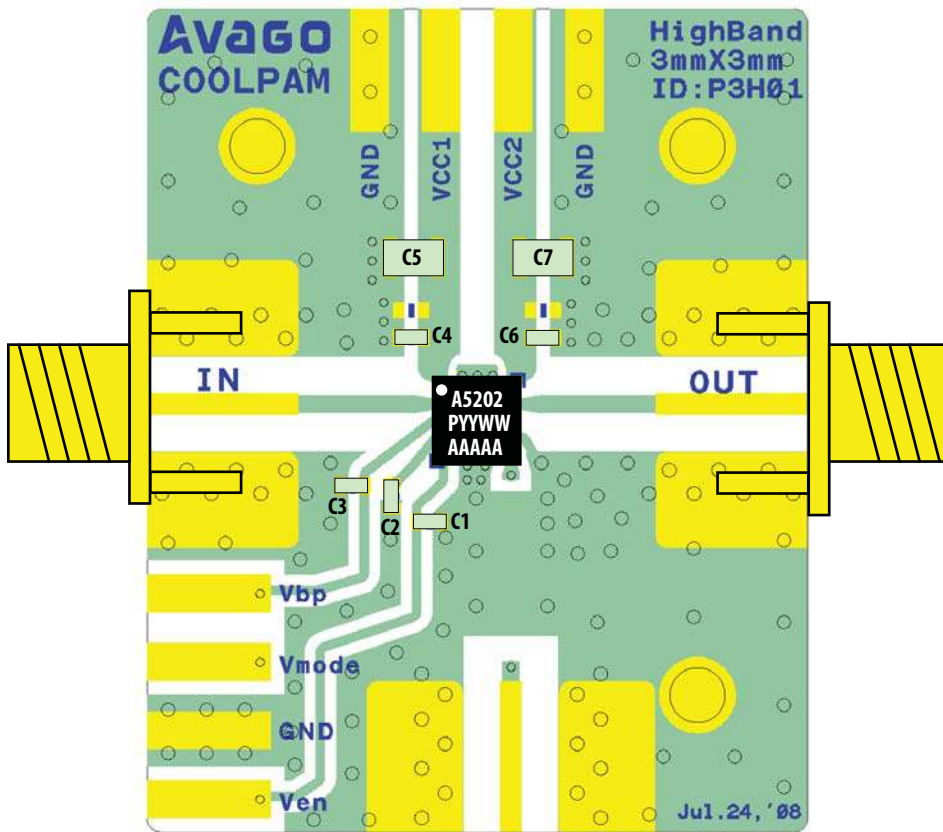 Avago
COOLPAM
HighBand
3mmX3mm
ID:P3H01
GND
VCC1
VCC2
GND
C5
C7
C4
C6
IN
OUT
A5202
PYYWW
AAAAA
C3
C2
C1
Vbp
Vmode
GND
Ven
Jul.24,'08